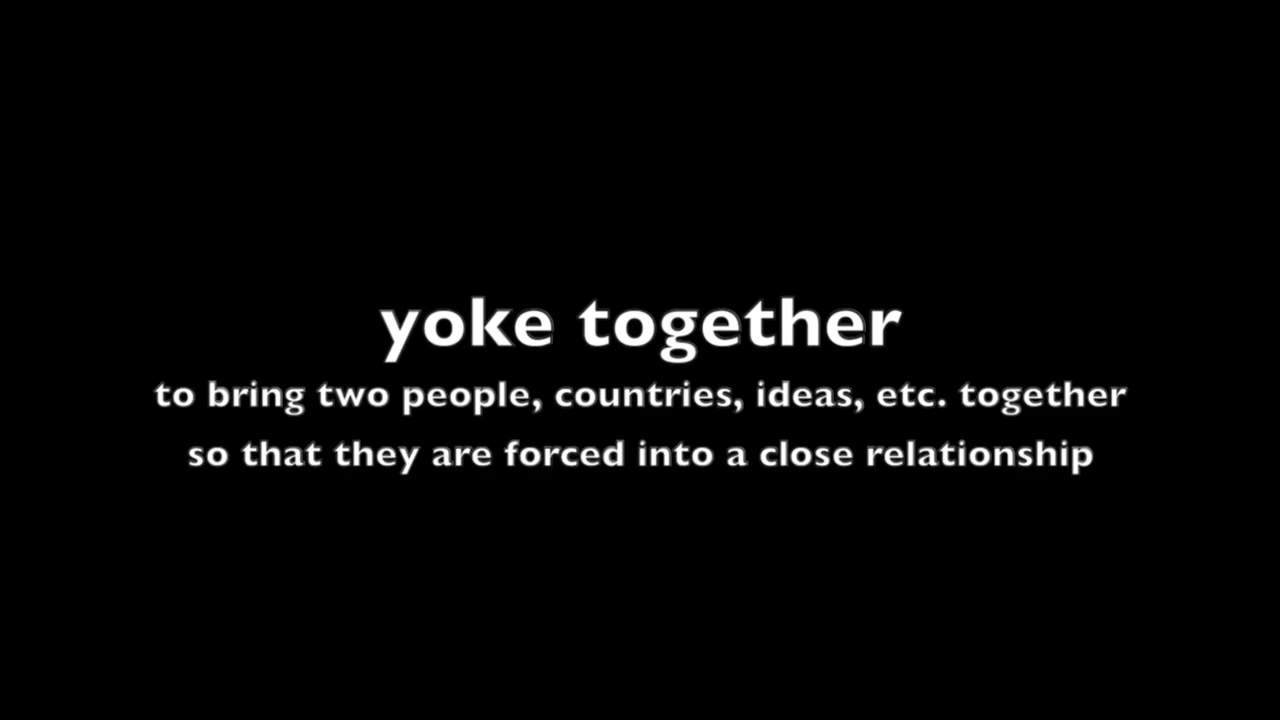 yoke together
to bring two people, countries, ideas, etc. together
so that they are forced into a close relationship